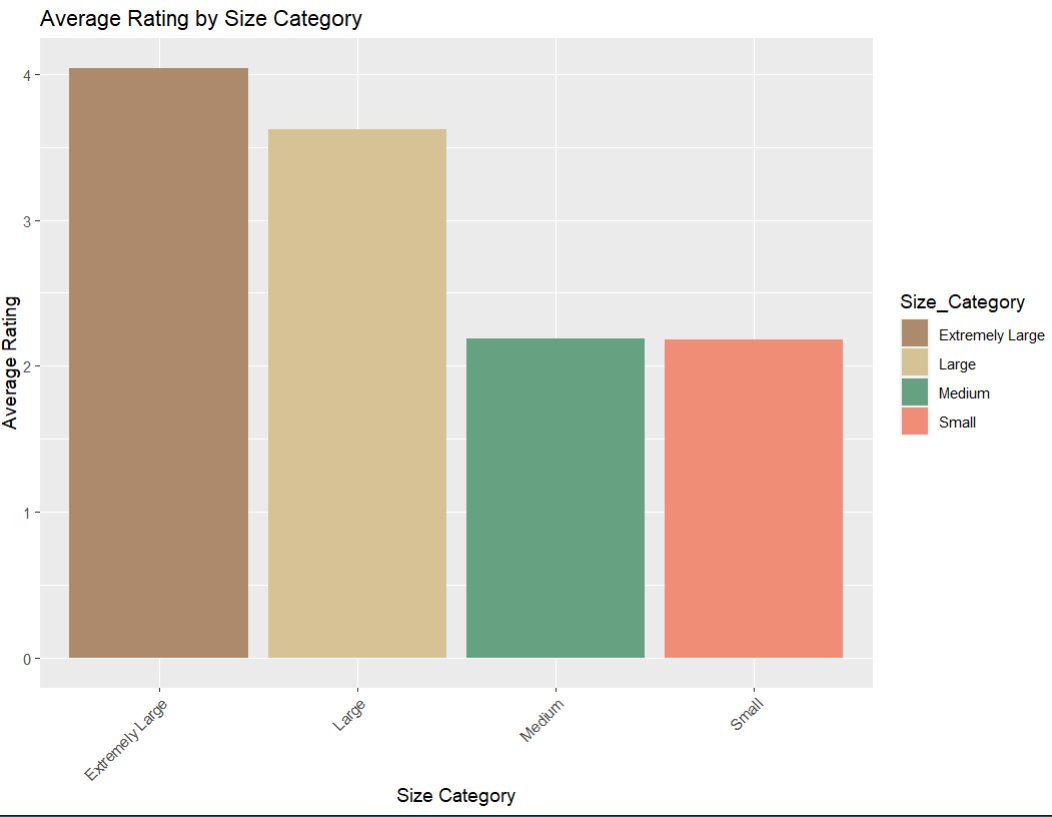 Average Rating by Size Category
4
3
2
1
0
Average Rating
Extremely Large
Large
Medium
Small
Size Category
Size_Category
Extremely Large
Large
Medium
Small